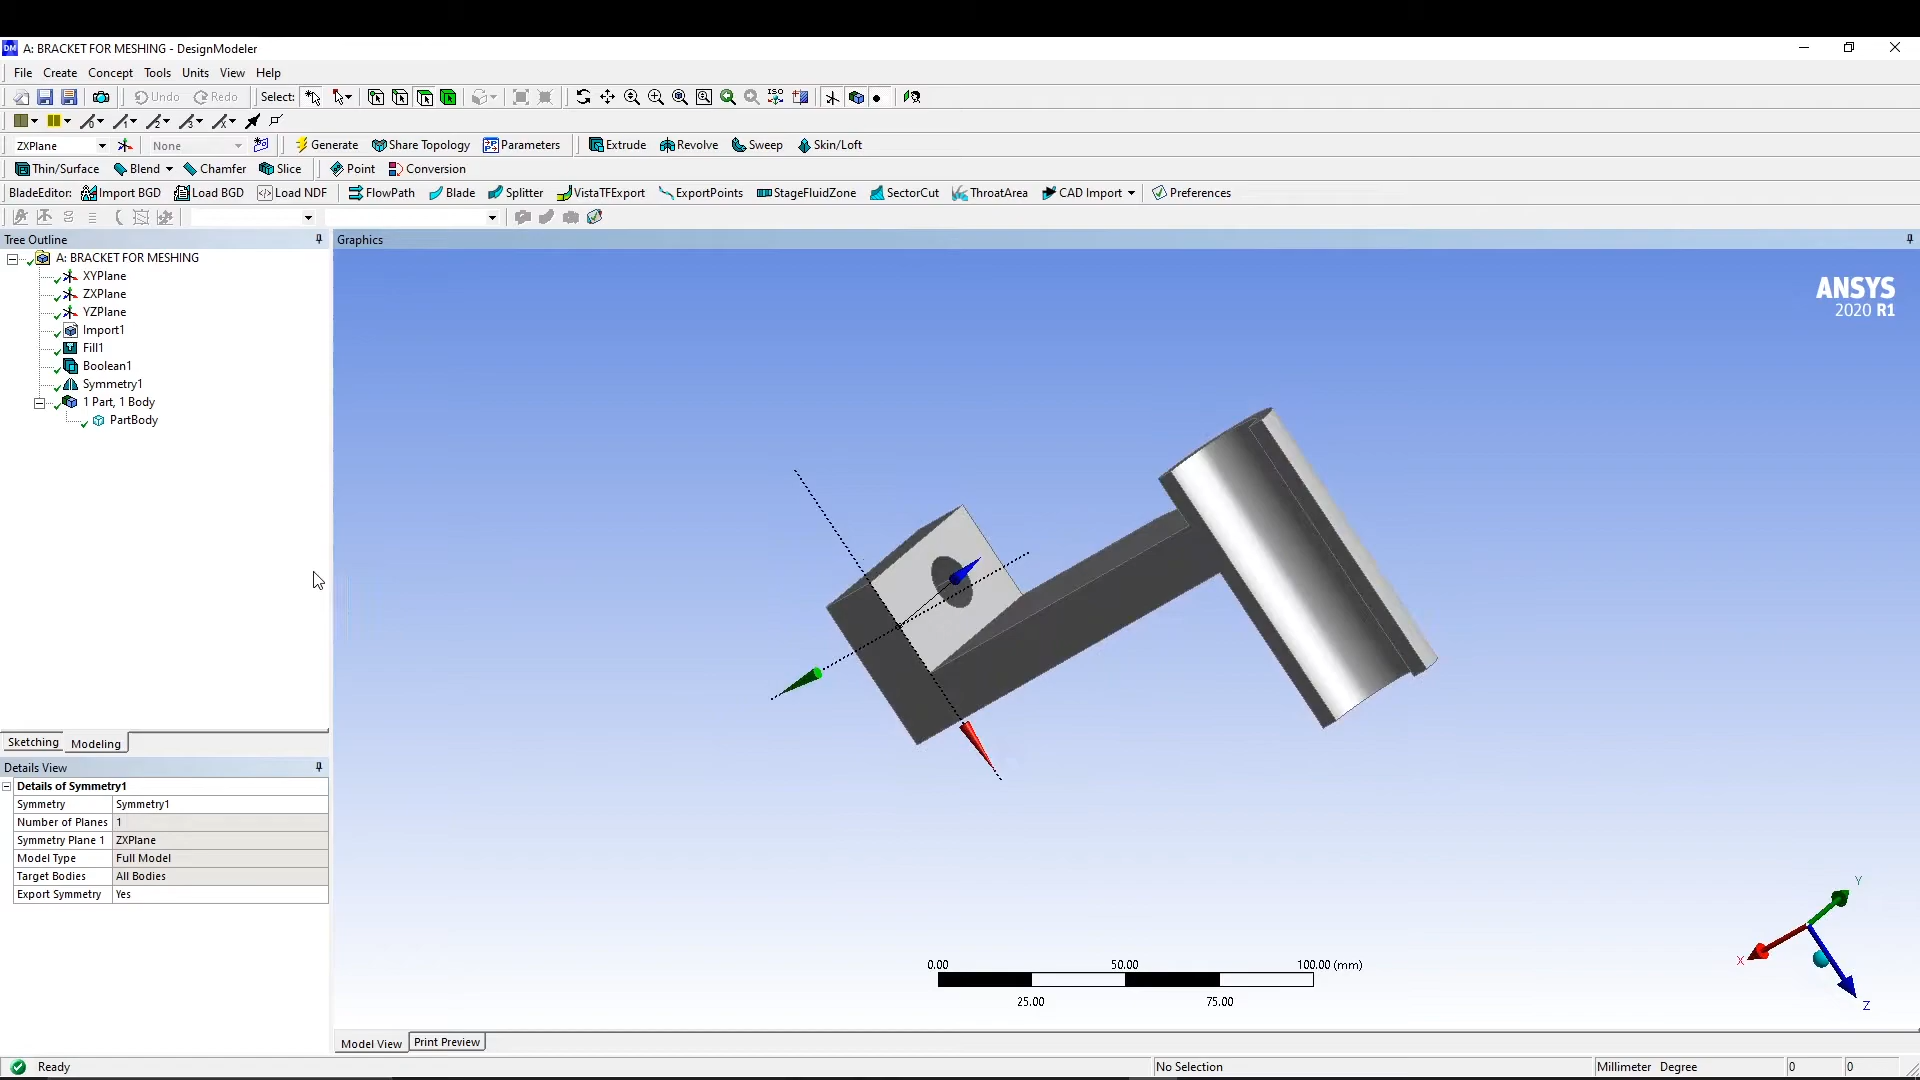 A: BRACKET FOR MESHING - DesignModeler
File Create Concept Tools Units View Help
Undo Redo Select: ISO
ZXPlane None Generate Share Topology Parameters Extrude Revolve Sweep Skin/Loft
Thin/Surface Blend Chamfer Slice Point Conversion
BladeEditor: Import BGD Load BGD Load NDF FlowPath Blade Splitter VistaTFExport ExportPoints StageFluidZone SectorCut ThroatArea CAD Import Preferences
Tree Outline
Graphics
A: BRACKET FOR MESHING
XYPlane
ZXPlane
YZPlane
Import1
Fill1
Boolean1
Symmetry1
1 Part, 1 Body
PartBody
ANSYS
2020 R1
Sketching Modeling
Details View
Details of Symmetry1
Symmetry Symmetry1
Number of Planes 1
Symmetry Plane 1 ZXPlane
Model Type Full Model
Target Bodies All Bodies
Export Symmetry Yes
0.00 50.00 100.00 (mm)
25.00 75.00
Y
X
Z
Model View Print Preview
Ready No Selection Millimeter Degree 0 0